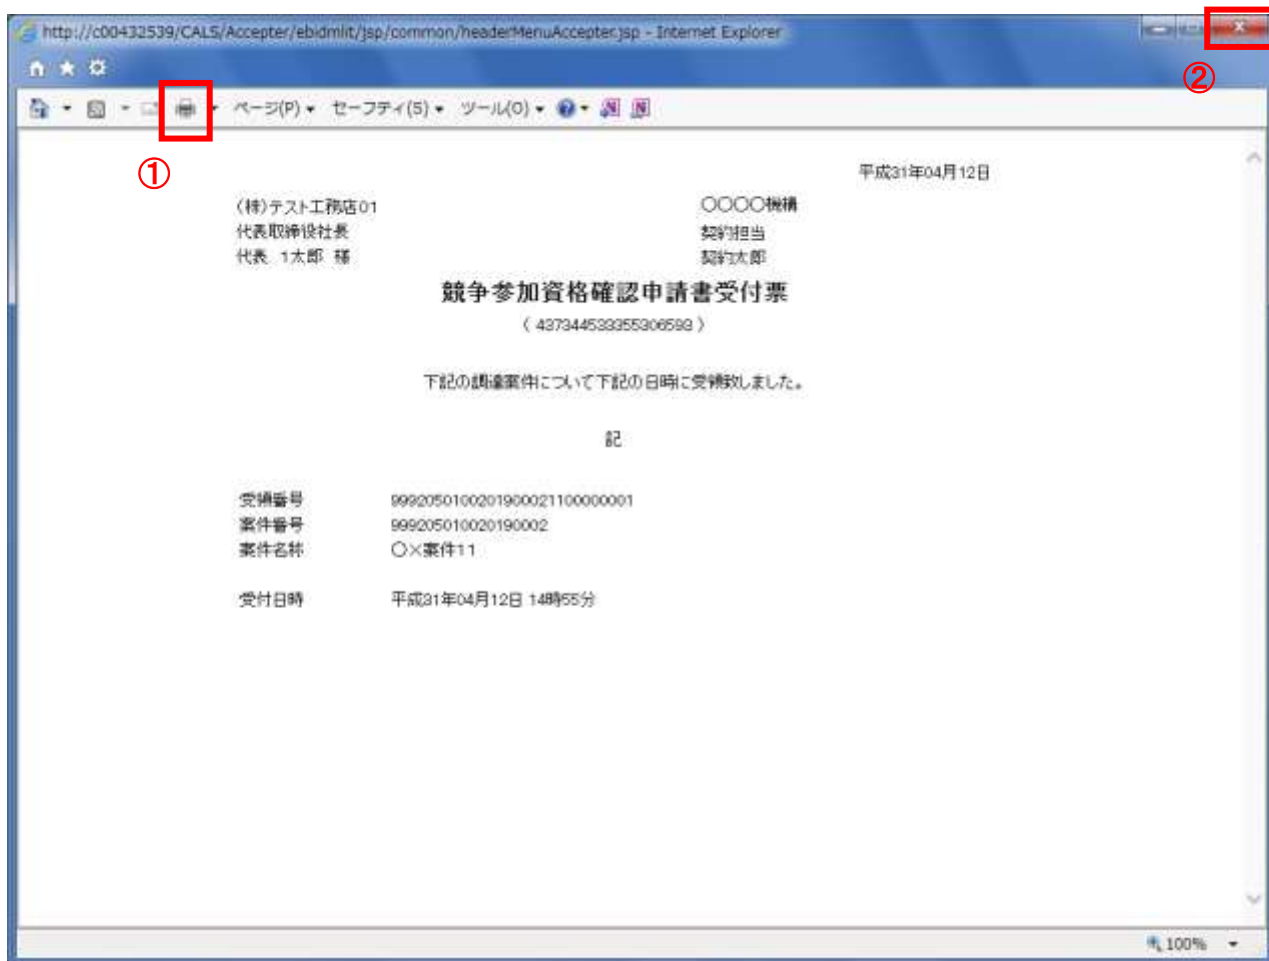 http://c00432539/CALS/Accepter/ebidmlit/jsp/common/headerMenuAccepter.jsp - Internet Explorer
②
ページ(P) セーフティ(S) ツール(O)
①
平成31年04月12日
(株)テスト工務店01
〇〇〇〇機構
代表取締役社長
契約担当
代表 1太郎 様
契約太郎
競争参加資格確認申請書受付票
( 437344533355306593 )
下記の調達案件について下記の日時に受領致しました。
記
受領番号 9992050100201900021100000001
案件番号 999205010020190002
案件名称 〇×案件11
受付日時 平成31年04月12日 14時55分
100%